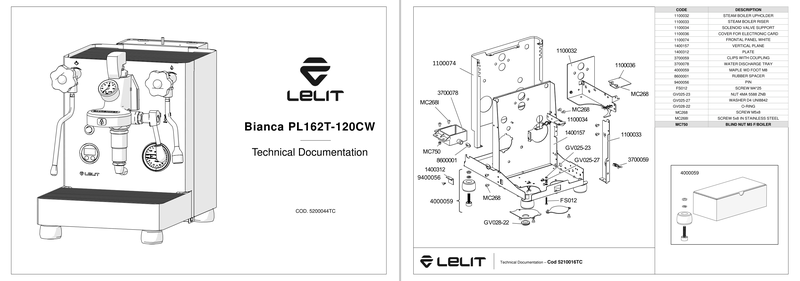 LELIT
Bianca PL162T-120CW
Technical Documentation
COD. 5200044TC
LELIT
1100074
3700078
MC268I
MC750
8600001
1400312
9400056
4000059
MC268
GV028-22
FS012
1100032
1100036
MC268
MC268
1100034
1400157
1100033
GV025-23
GV025-27
3700059
CODE DESCRIPTION
1100032 STEAM BOILER UPHOLDER
1100033 STEAM BOILER RISER
1100034 SOLENOID VALVE SUPPORT
1100036 COVER FOR ELECTRONIC CARD
1100074 FRONTAL PANEL WHITE
1400157 VERTICAL PLANE
1400312 PLATE
3700059 CLIPS WITH COUPLING
3700078 WATER DISCHARGE TRAY
4000059 MAPLE WD FOOT M6
8600001 RUBBER SPACER
9400056 PIN
FS012 SCREW M4*25
GV025-23 NUT 4MA 5588 ZNB
GV025-27 WASHER D4 UNI6842
GV028-22 O-RING
MC268 SCREW M5x8
MC268I SCREW 5x8 IN STAINLESS STEEL
MC750 BLIND NUT M5 F/BOILER
4000059
LELIT
Technical Documentation - Cod 5210016TC